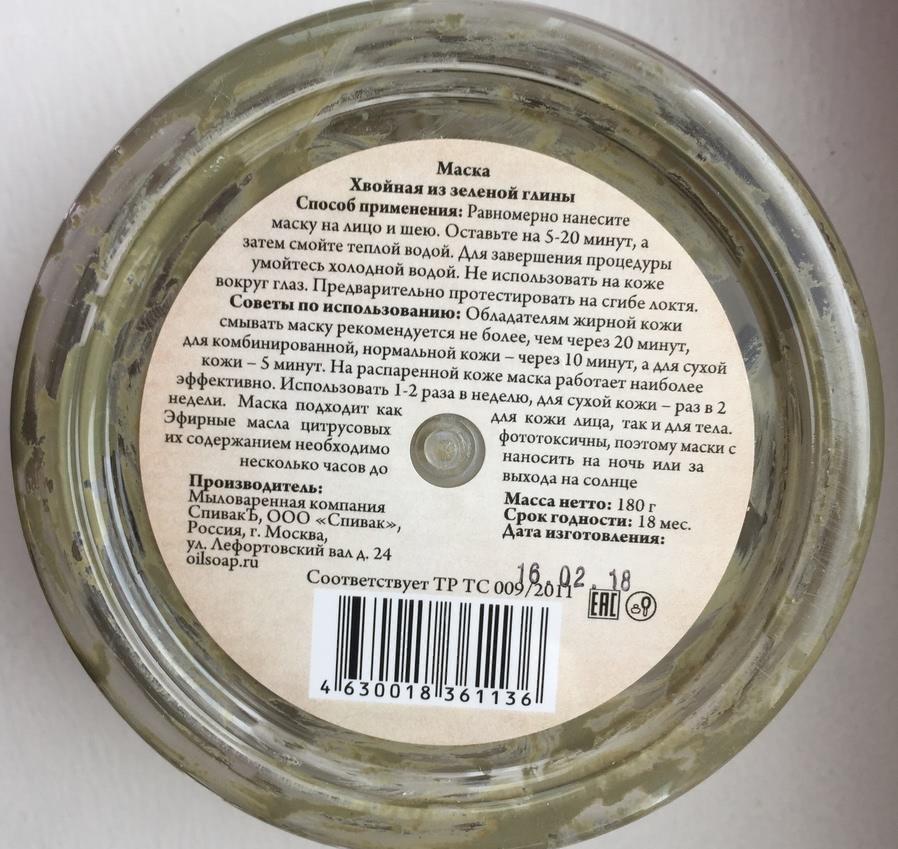 Маска
Хвойная из зеленой глины
Способ применения: Равномерно нанесите
маску на лицо и шею. Оставьте на 5-20 минут, а
затем смойте теплой водой. Для завершения процедуры
умойтесь холодной водой. Не использовать на коже
вокруг глаз. Предварительно протестировать на сгибе локтя.
Советы по использованию: Обладателям жирной кожи
смывать маску рекомендуется не более, чем через 20 минут,
для комбинированной, нормальной кожи – через 10 минут, а для сухой
кожи – 5 минут. На распаренной коже маска работает наиболее
эффективно. Использовать 1-2 раза в неделю, для сухой кожи – раз в 2
недели. Маска подходит как для кожи лица, так и для тела.
Эфирные масла цитрусовых фототоксичны, поэтому маски с
их содержанием необходимо наносить на ночь или за
несколько часов до выхода на солнце
Производитель:
Мыловаренная компания
СпивакЪ, ООО «Спивак»,
Россия, г. Москва,
ул. Лефортовский вал д. 24
oilsoap.ru
Масса нетто: 180 г
Срок годности: 18 мес.
Дата изготовления:
16.02.18
Соответствует ТР ТС 009/2011
EAC
4 630018 361136